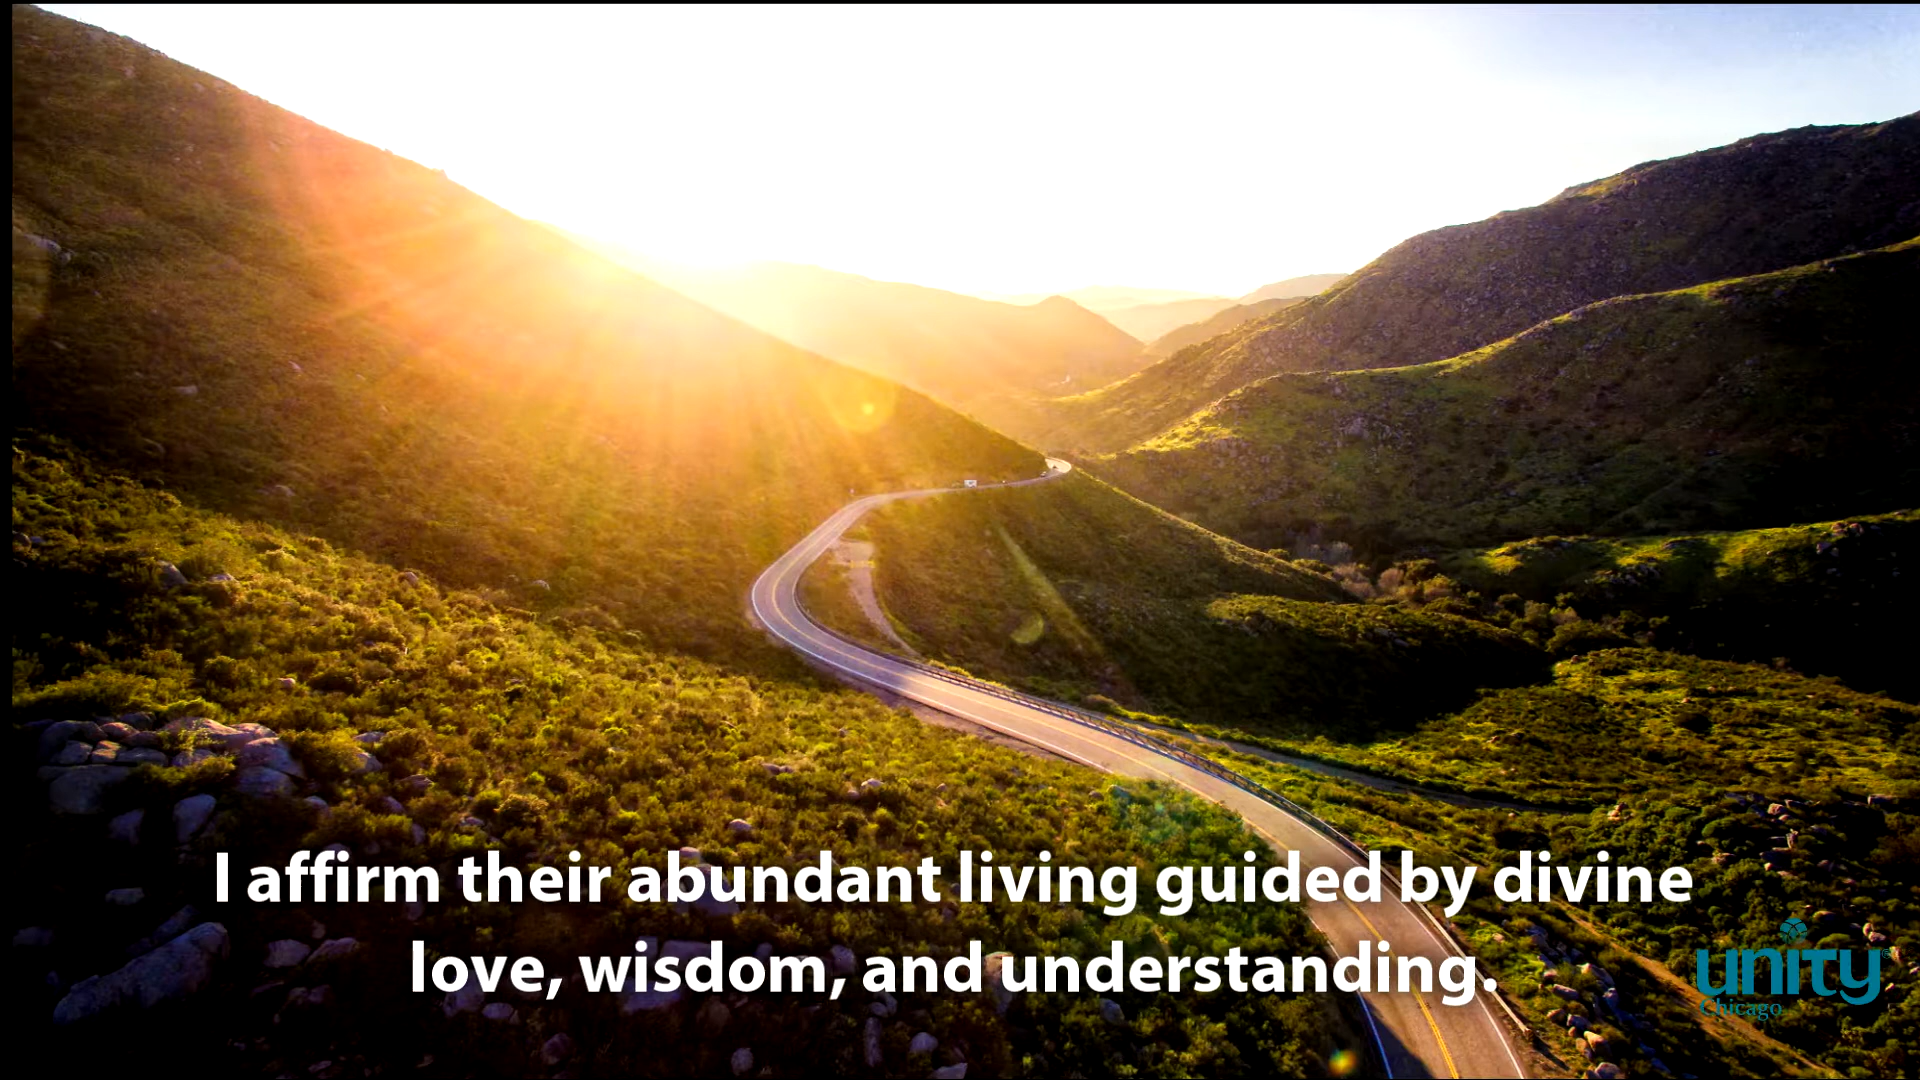 I affirm their abundant living guided by divine
love, wisdom, and understanding.
unity
Chicago